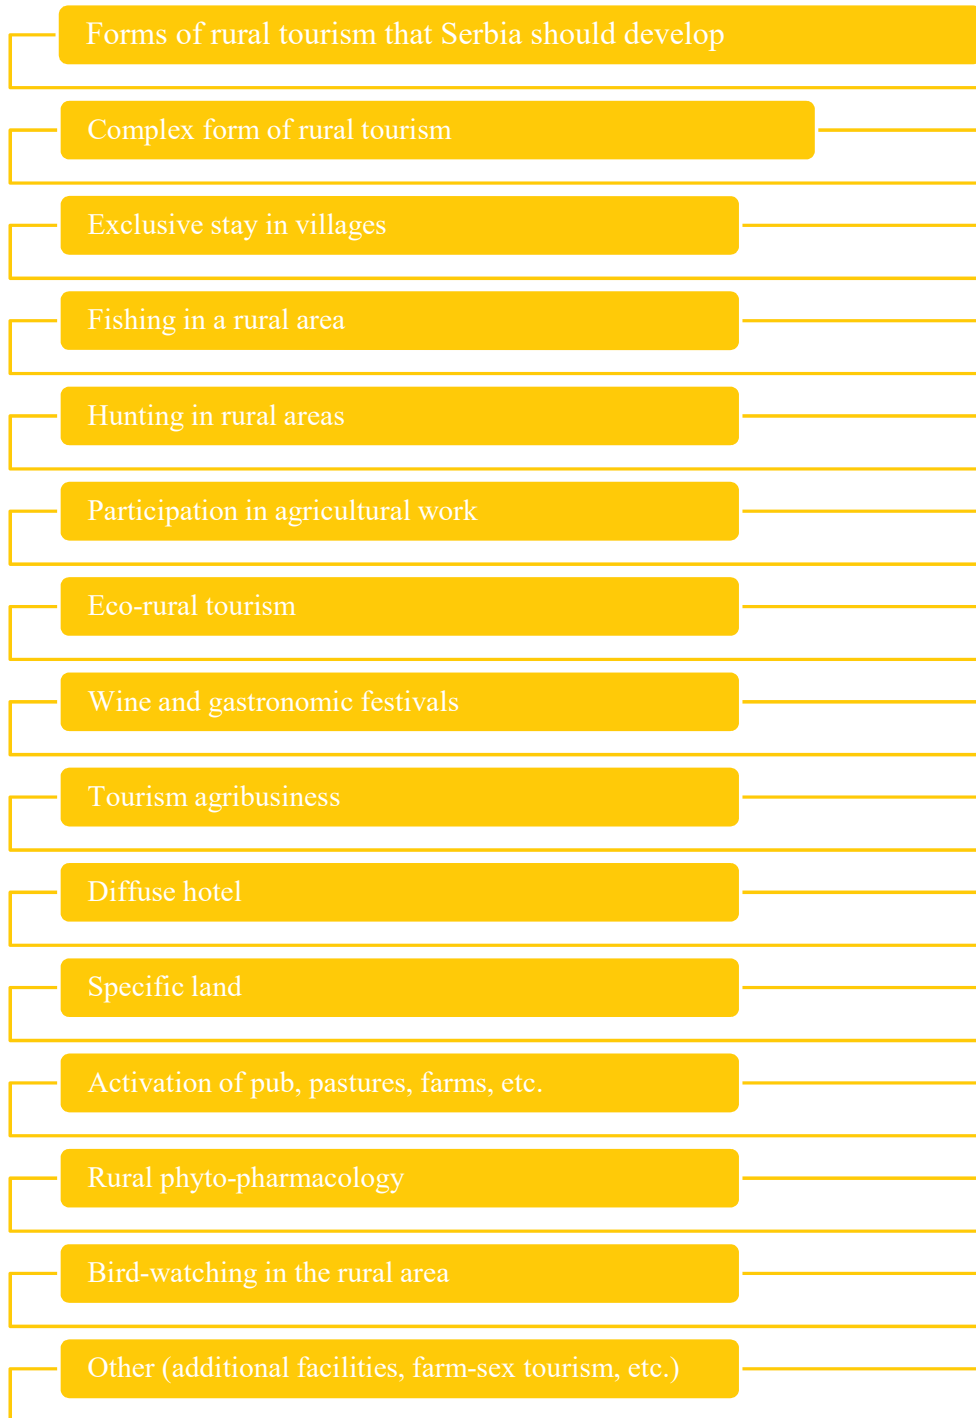 Forms of rural tourism that Serbia should develop
Complex form of rural tourism
Exclusive stay in villages
Fishing in a rural area
Hunting in rural areas
Participation in agricultural work
Eco-rural tourism
Wine and gastronomic festivals
Tourism agribusiness
Diffuse hotel
Specific land
Activation of pub, pastures, farms, etc.
Rural phyto-pharmacology
Bird-watching in the rural area
Other (additional facilities, farm-sex tourism, etc.)